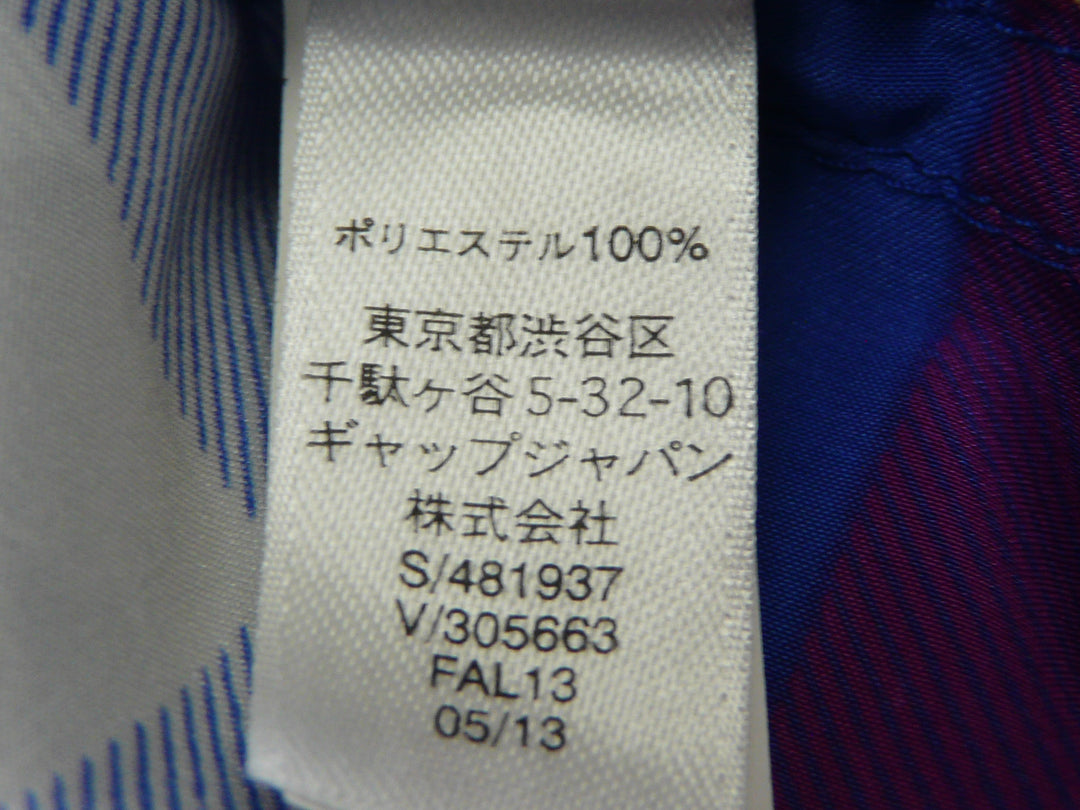 ポリエステル100%
東京都渋谷区
千駄ヶ谷 5-32-10
ギャップジャパン
株式会社
S/481937
V/305663
FAL13
05/13